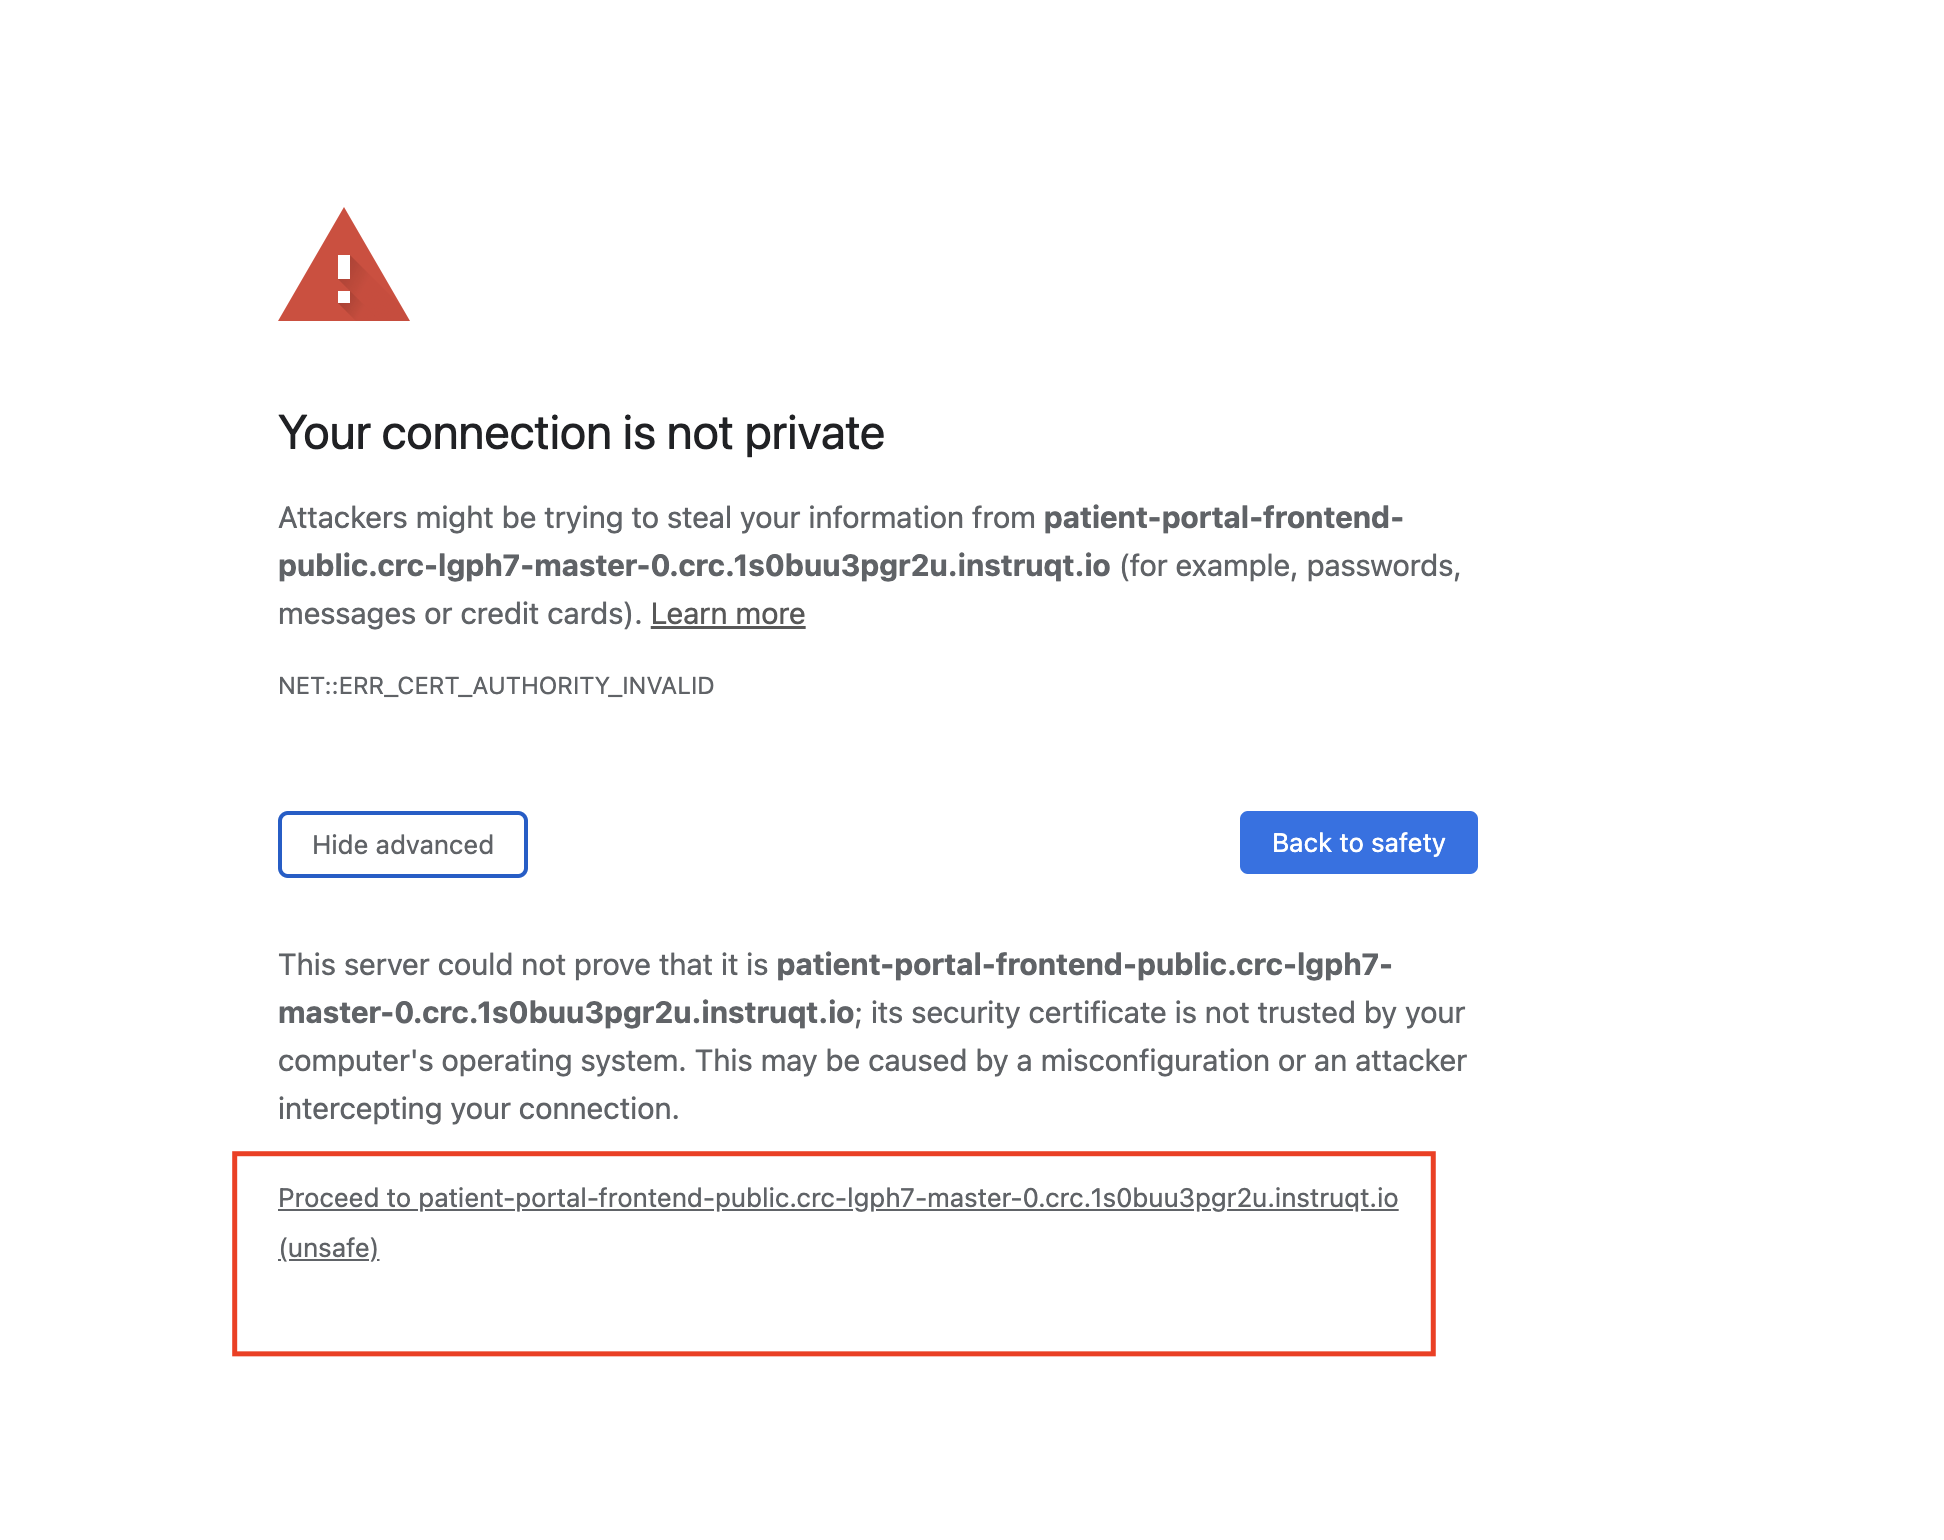 Your connection is not private
Attackers might be trying to steal your information from patient-portal-frontend-
public.crc-lgph7-master-0.crc.1s0buu3pgr2u.instruqt.io (for example, passwords,
messages or credit cards). Learn more
NET::ERR_CERT_AUTHORITY_INVALID
Hide advanced
Back to safety
This server could not prove that it is patient-portal-frontend-public.crc-lgph7-
master-0.crc.1s0buu3pgr2u.instruqt.io; its security certificate is not trusted by your
computer's operating system. This may be caused by a misconfiguration or an attacker
intercepting your connection.
Proceed to patient-portal-frontend-public.crc-lgph7-master-0.crc.1s0buu3pgr2u.instruqt.io
(unsafe)